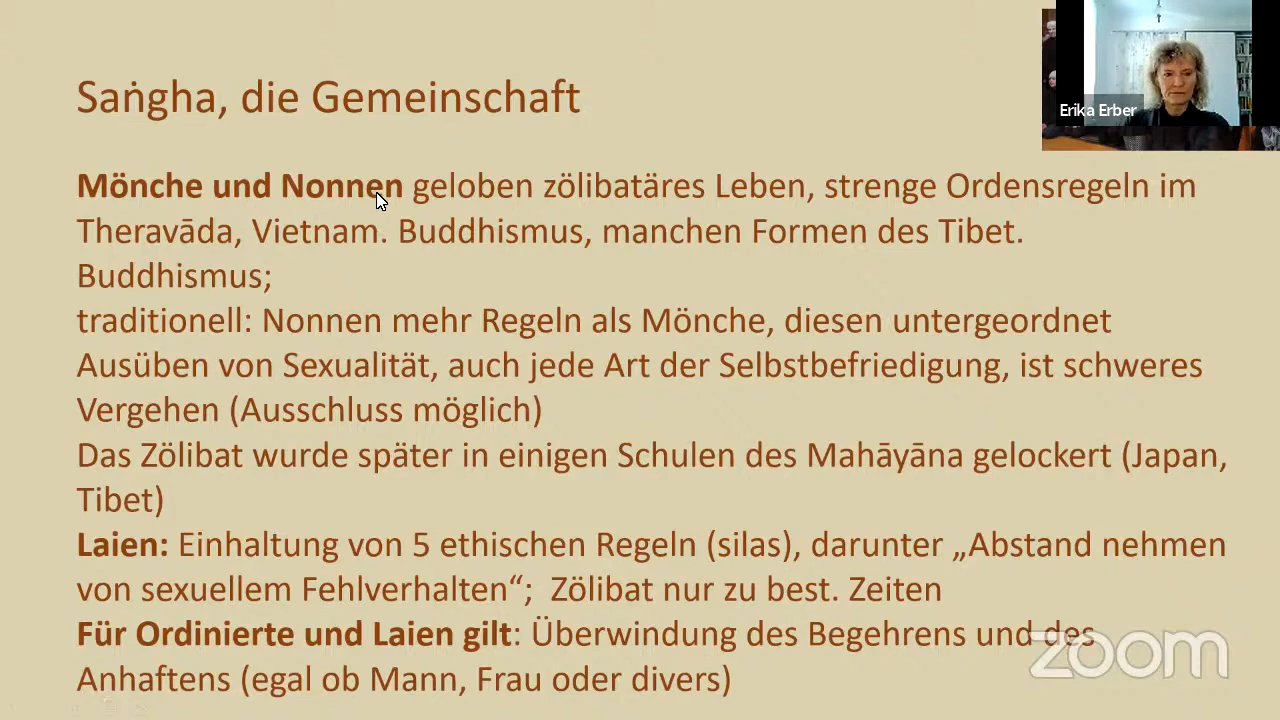 Saṅgha, die Gemeinschaft
Erika Erber
Mönche und Nonnen geloben zölibatäres Leben, strenge Ordensregeln im
Theravāda, Vietnam. Buddhismus, manchen Formen des Tibet.
Buddhismus;
traditionell: Nonnen mehr Regeln als Mönche, diesen untergeordnet
Ausüben von Sexualität, auch jede Art der Selbstbefriedigung, ist schweres
Vergehen (Ausschluss möglich)
Das Zölibat wurde später in einigen Schulen des Mahāyāna gelockert (Japan,
Tibet)
Laien: Einhaltung von 5 ethischen Regeln (silas), darunter „Abstand nehmen
von sexuellem Fehlverhalten“;  Zölibat nur zu best. Zeiten
Für Ordinierte und Laien gilt: Überwindung des Begehrens und des
Anhaftens (egal ob Mann, Frau oder divers)
zoom